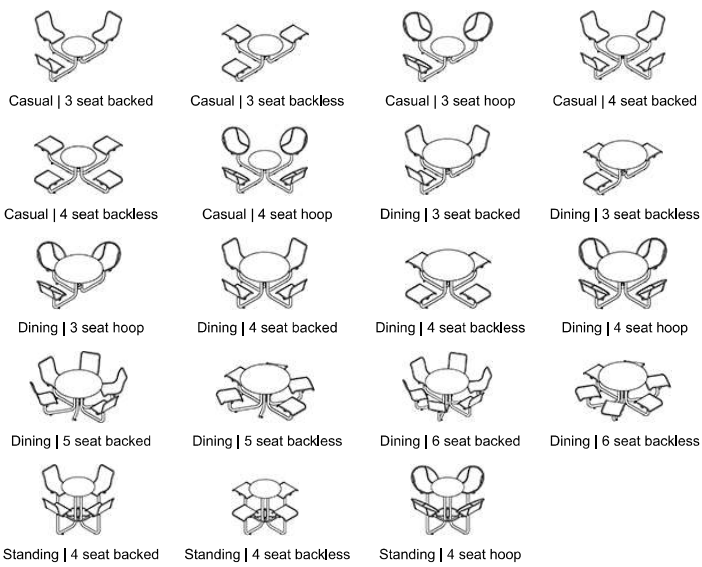 Casual | 3 seat backed
Casual | 3 seat backless
Casual | 3 seat hoop
Casual | 4 seat backed
Casual | 4 seat backless
Casual | 4 seat hoop
Dining | 3 seat backed
Dining | 3 seat backless
Dining | 3 seat hoop
Dining | 4 seat backed
Dining | 4 seat backless
Dining | 4 seat hoop
Dining | 5 seat backed
Dining | 5 seat backless
Dining | 6 seat backed
Dining | 6 seat backless
Standing | 4 seat backed
Standing | 4 seat backless
Standing | 4 seat hoop